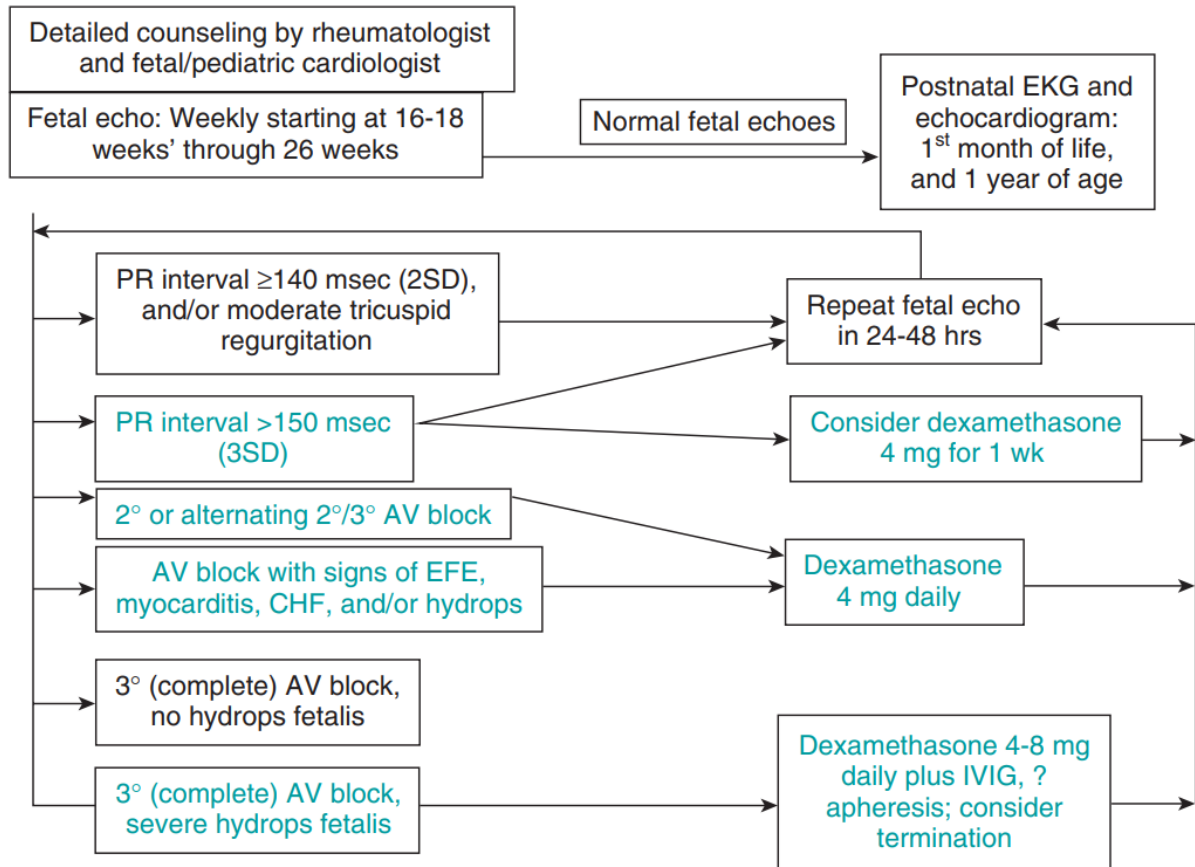 Detailed counseling by rheumatologist
and fetal/pediatric cardiologist
Fetal echo: Weekly starting at 16-18
weeks’ through 26 weeks
Normal fetal echoes
Postnatal EKG and
echocardiogram:
1st month of life,
and 1 year of age
PR interval ≥140 msec (2SD),
and/or moderate tricuspid
regurgitation
Repeat fetal echo
in 24-48 hrs
PR interval >150 msec
(3SD)
Consider dexamethasone
4 mg for 1 wk
2° or alternating 2°/3° AV block
AV block with signs of EFE,
myocarditis, CHF, and/or hydrops
Dexamethasone
4 mg daily
3° (complete) AV block,
no hydrops fetalis
3° (complete) AV block,
severe hydrops fetalis
Dexamethasone 4-8 mg
daily plus IVIG, ?
apheresis; consider
termination